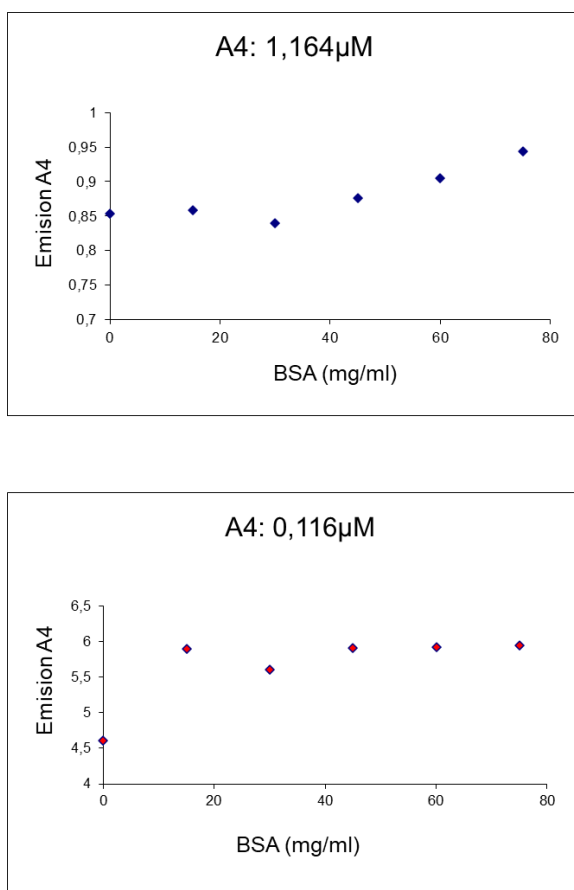 A4: 1,164µM
Emision A4
1
0,95
0,9
0,85
0,8
0,75
0,7
0 20 40 60 80
BSA (mg/ml)
A4: 0,116µM
Emision A4
6,5
6
5,5
5
4,5
4
0 20 40 60 80
BSA (mg/ml)